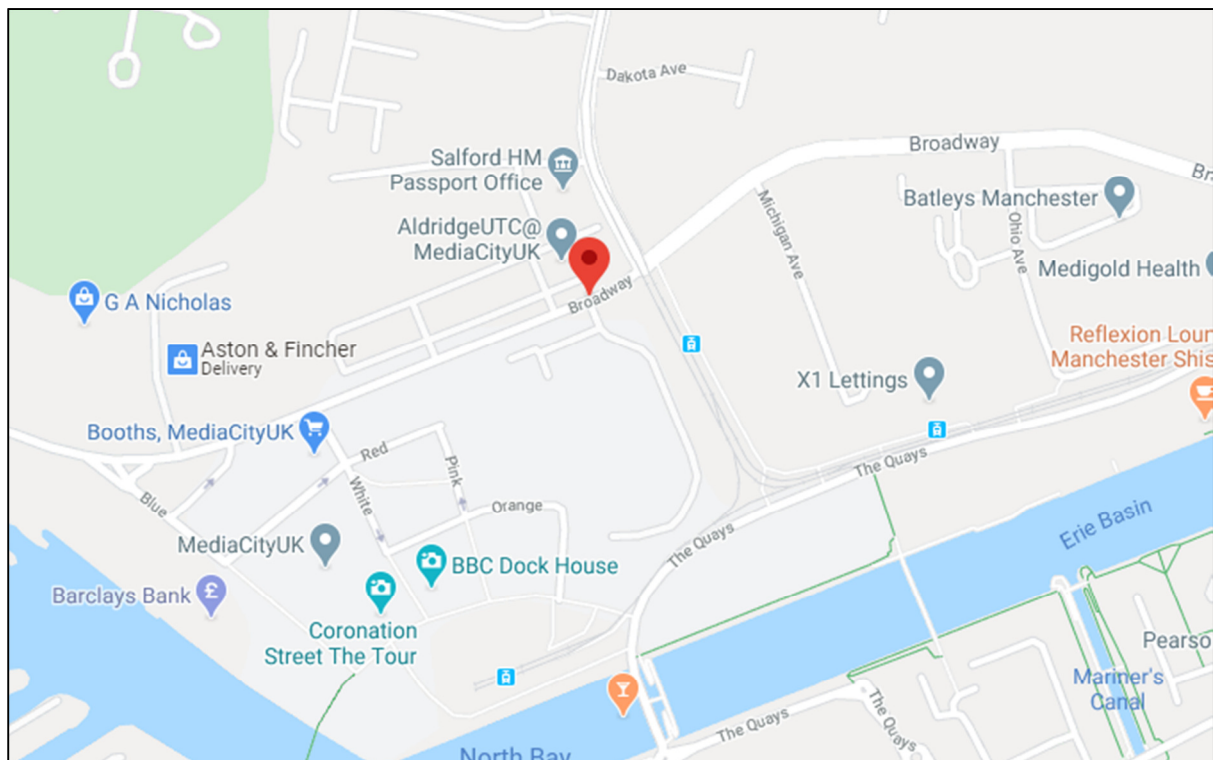 Dakota Ave
Broadway
Salford HM
Passport Office
Bro
Batleys Manchester
Michigan Ave
Ohio Ave
AldridgeUTC@
MediaCityUK
Medigold Health
Broadway
G A Nicholas
Aston & Fincher
Delivery
Reflexion Loun
Manchester Shis
X1 Lettings
Booths, MediaCityUK
Red
Pink
The Quays
White
Blue
Orange
Erie Basin
MediaCityUK
The Quays
BBC Dock House
Barclays Bank
£
Coronation
Street The Tour
Pearso
Mariner's
Canal
The Quays
The Quays
North Bay